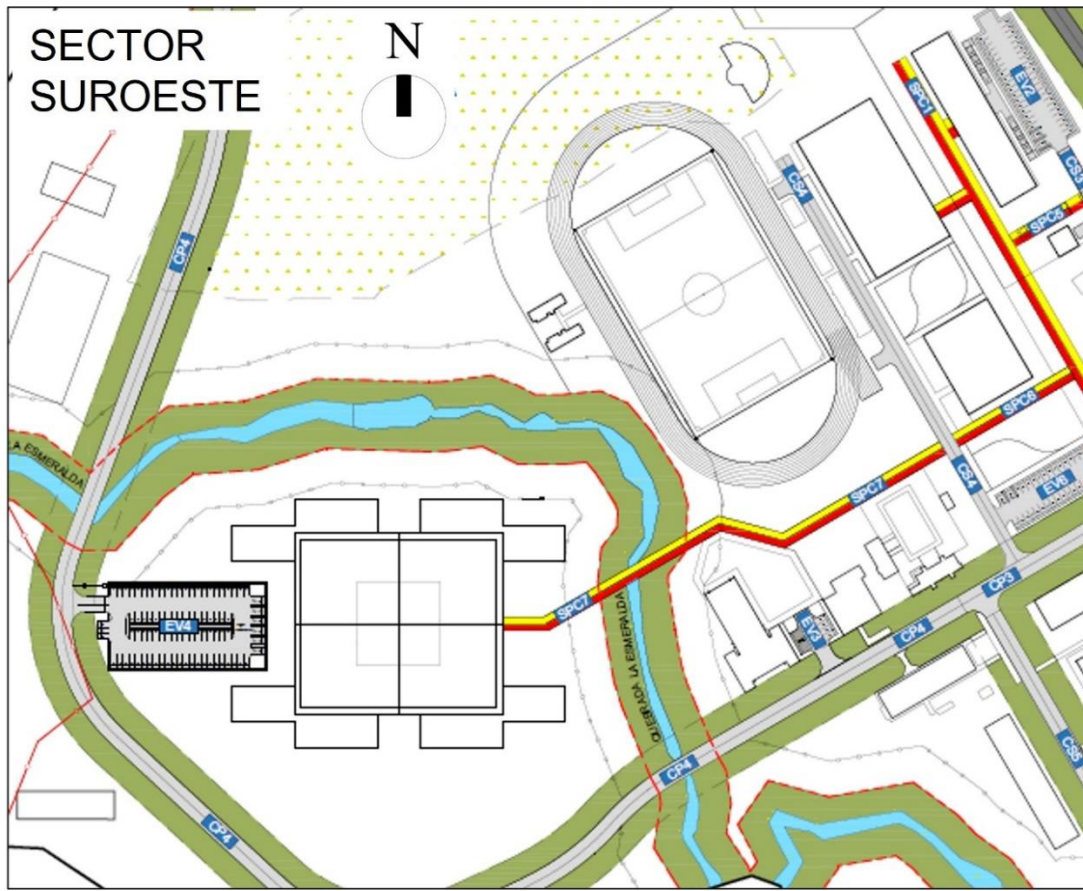 SECTOR
SUROESTE
N
EV2
SPC1
CS3
CS4
SPC5
CP4
SPC6
LA ESMERALDA
CS4
SPC7
EV6
CP3
SPC7
EV4
EV3
CP4
QUEBRADA LA ESMERALDA
CP4
CS5
CP4